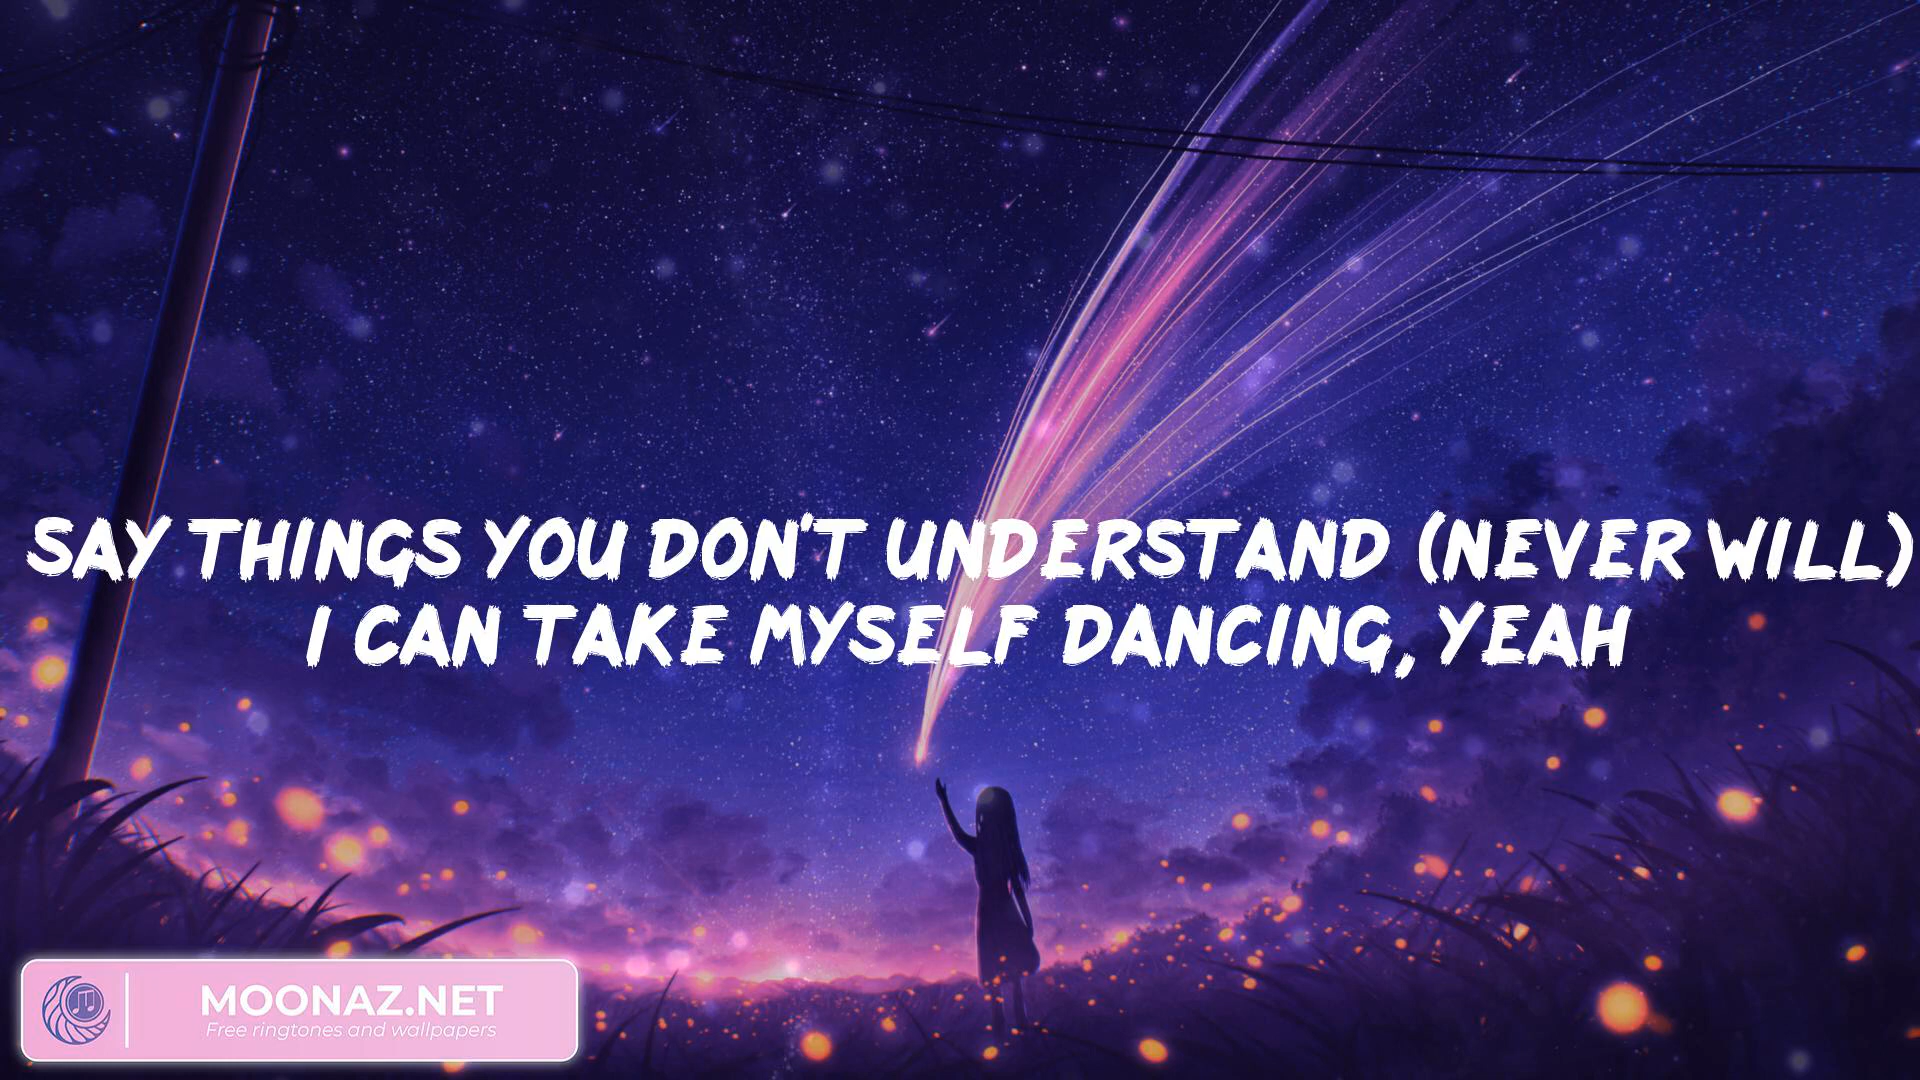 SAY THINGS YOU DON'T UNDERSTAND (NEVER WILL)
I CAN TAKE MYSELF DANCING, YEAH
MOONAZ.NET
Free ringtones and wallpapers